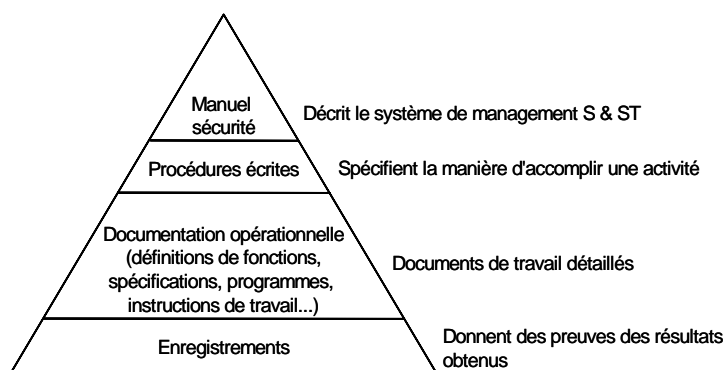 Manuel
sécurité
Décrit le système de management S & ST
Procédures écrites
Spécifient la manière d'accomplir une activité
Documentation opérationnelle
(définitions de fonctions,
spécifications, programmes,
instructions de travail...)
Documents de travail détaillés
Enregistrements
Donnent des preuves des résultats
obtenus